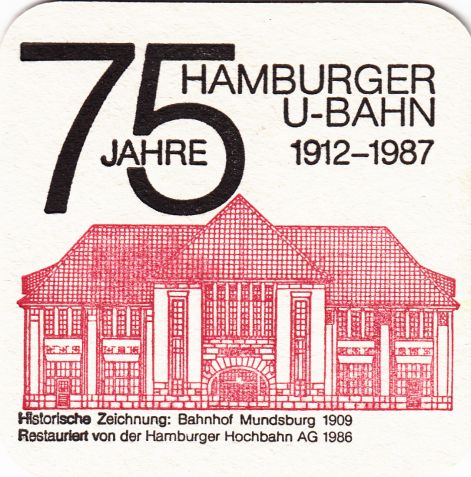 75 JAHRE
HAMBURGER
U-BAHN
1912–1987
Historische Zeichnung: Bahnhof Mundsburg 1909
Restauriert von der Hamburger Hochbahn AG 1986